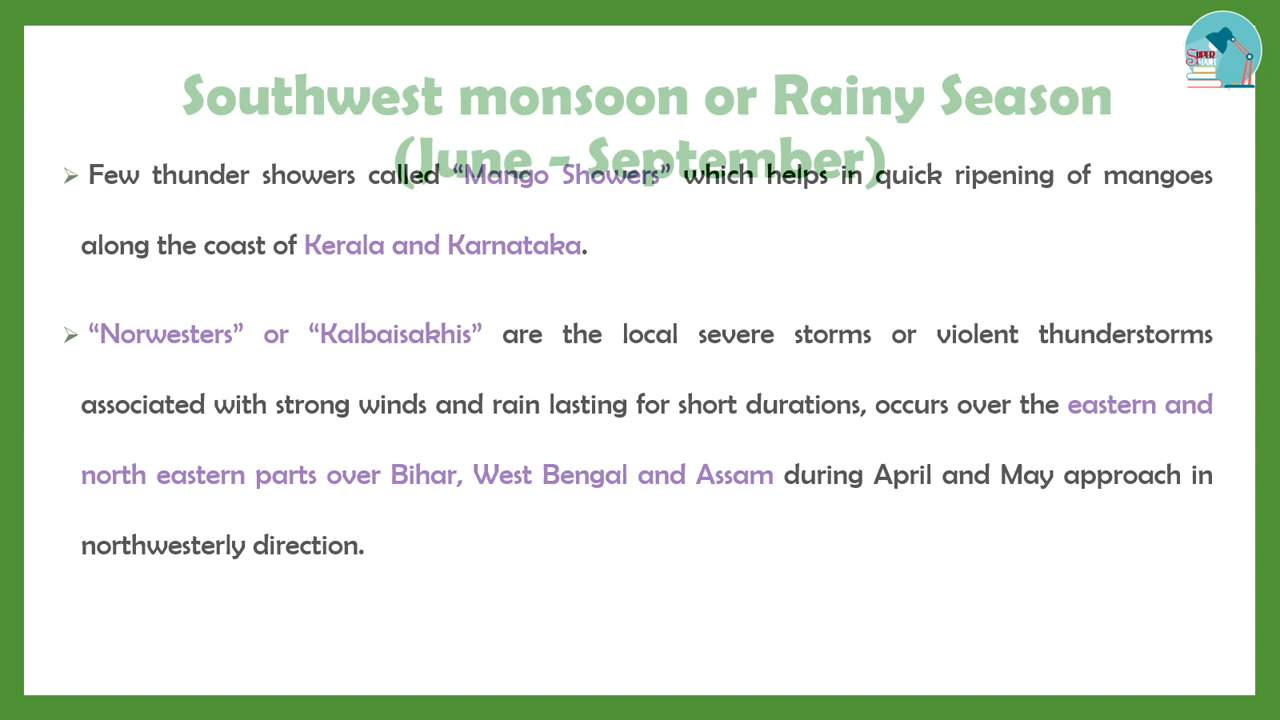 Southwest monsoon or Rainy Season
(June - September)
Few thunder showers called “Mango Showers” which helps in quick ripening of mangoes
along the coast of Kerala and Karnataka.
“Norwesters” or “Kalbaisakhis” are the local severe storms or violent thunderstorms
associated with strong winds and rain lasting for short durations, occurs over the eastern and
north eastern parts over Bihar, West Bengal and Assam during April and May approach in
northwesterly direction.
SUPER